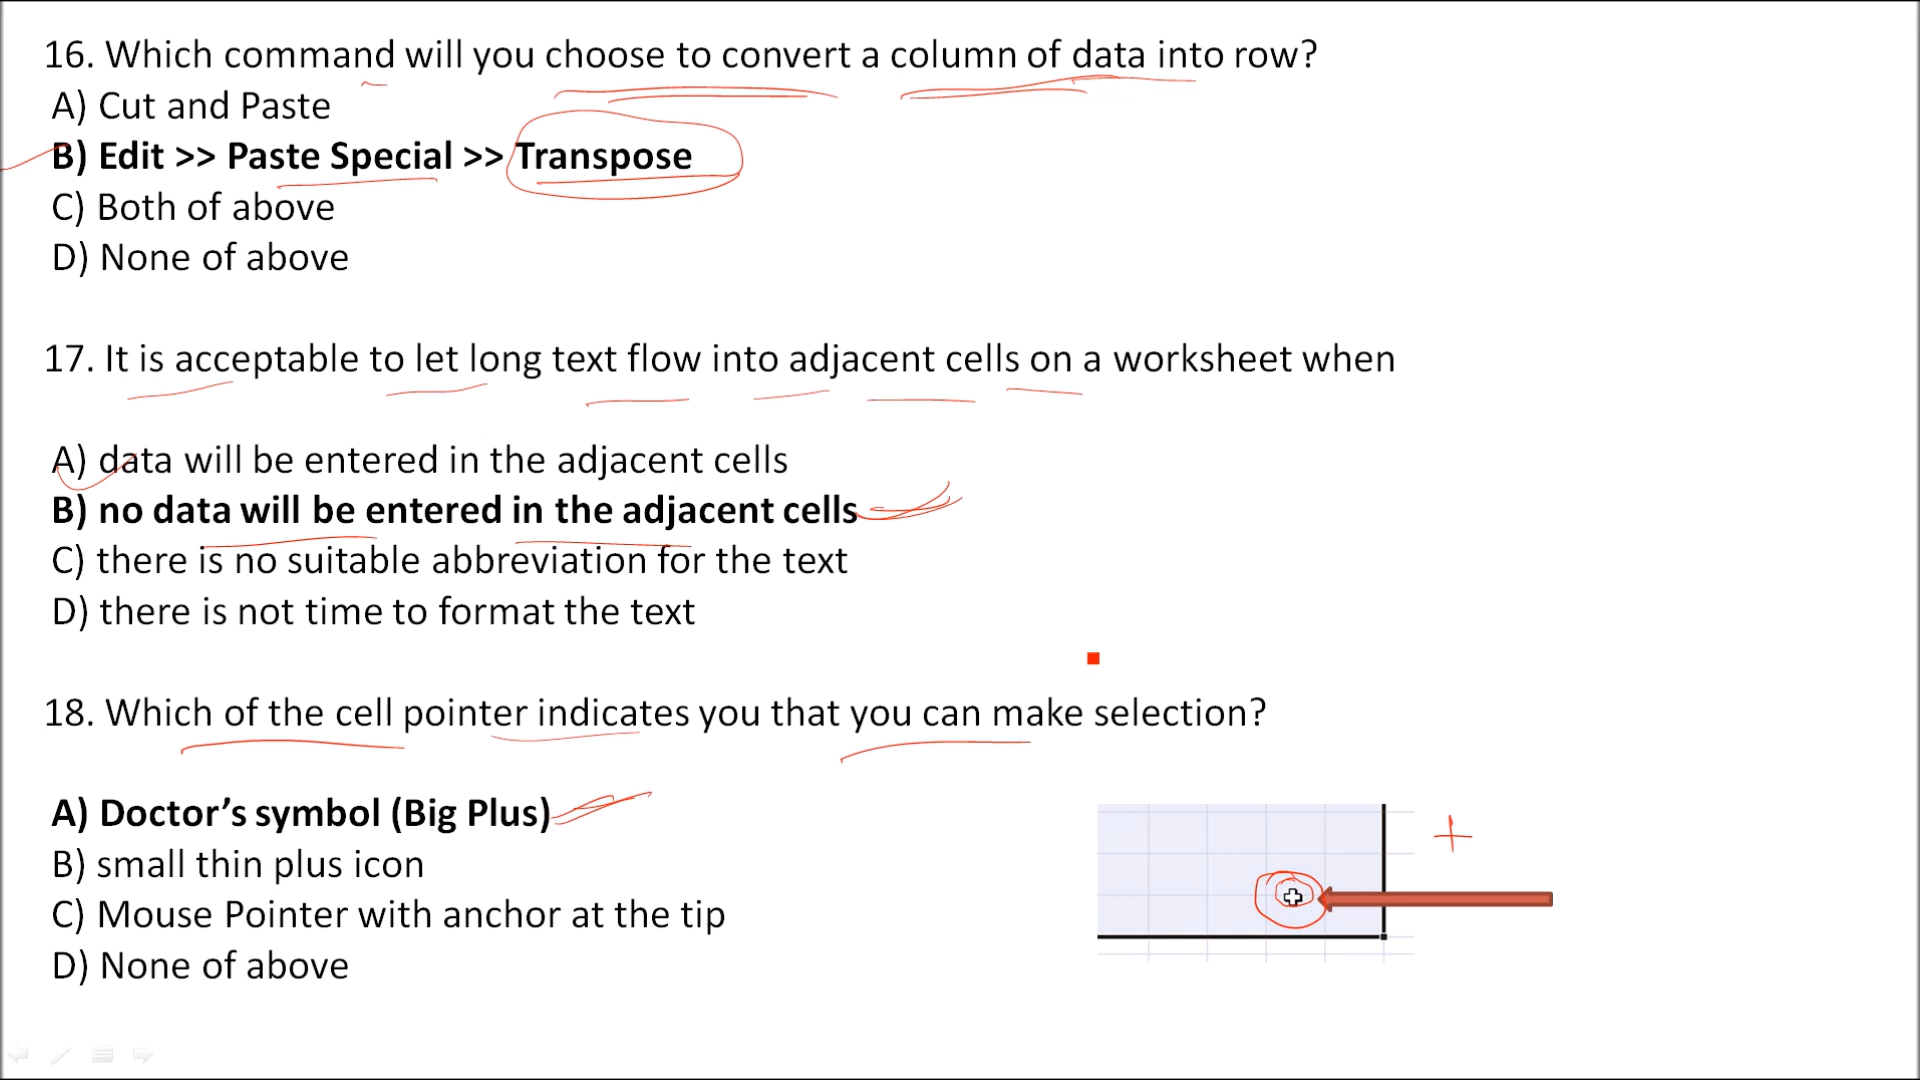 16. Which command will you choose to convert a column of data into row?
A) Cut and Paste
B) Edit >> Paste Special >> Transpose
C) Both of above
D) None of above
17. It is acceptable to let long text flow into adjacent cells on a worksheet when
A) data will be entered in the adjacent cells
B) no data will be entered in the adjacent cells
C) there is no suitable abbreviation for the text
D) there is not time to format the text
18. Which of the cell pointer indicates you that you can make selection?
A) Doctor’s symbol (Big Plus)
B) small thin plus icon
C) Mouse Pointer with anchor at the tip
D) None of above